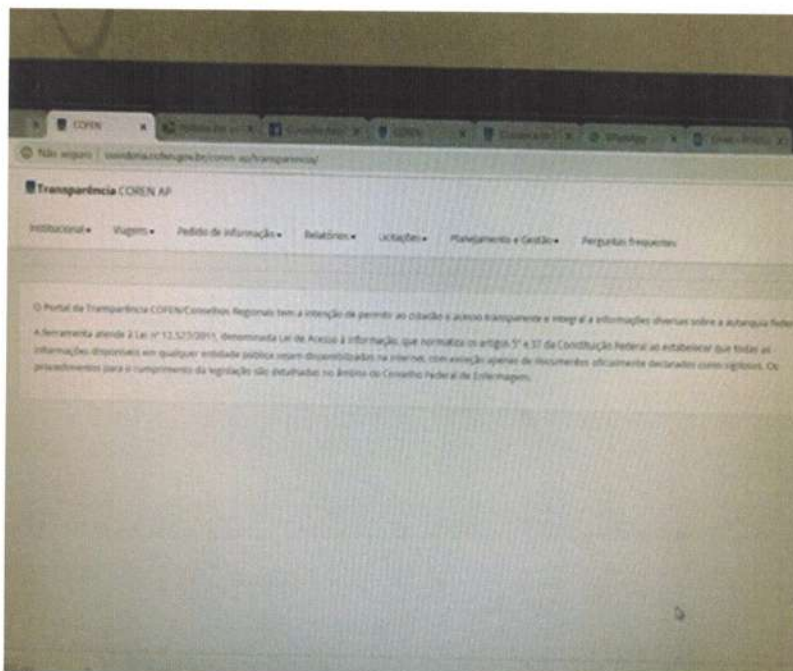 COFEN
WhatsApp
Não seguro | ouvidoria.cofen.gov.br/coren-ap/transparencia/
Transparência COREN AP
Institucional Viagens Pedido de informação Relatórios Licitações Planejamento e Gestão Perguntas frequentes
O Portal da Transparência COFEN/Conselhos Regionais tem a intenção de permitir ao cidadão o acesso transparente e integral a informações diversas sobre a autarquia
A ferramenta atende à Lei nº 12.527/2011, denominada Lei de Acesso à Informação, que normatiza os artigos 5º e 37 da Constituição Federal ao estabelecer que todas as
informações disponíveis em qualquer entidade pública sejam disponibilizadas na internet, com exceção apenas de documentos oficialmente declarados como sigilosos. Os
procedimentos para o cumprimento da legislação são detalhadas no âmbito do Conselho Federal de Enfermagem.